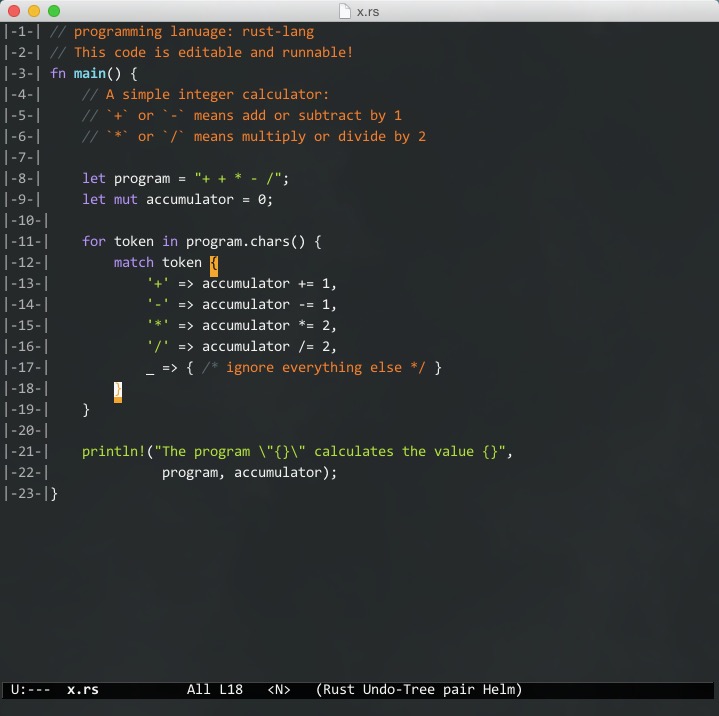 x.rs
|-1-| // programming lanuage: rust-lang
|-2-| // This code is editable and runnable!
|-3-| fn main() {
|-4-|     // A simple integer calculator:
|-5-|     // `+` or `-` means add or subtract by 1
|-6-|     // `*` or `/` means multiply or divide by 2
|-7-|
|-8-|     let program = "+ + * - /";
|-9-|     let mut accumulator = 0;
|-10-|
|-11-|    for token in program.chars() {
|-12-|        match token {
|-13-|            '+' => accumulator += 1,
|-14-|            '-' => accumulator -= 1,
|-15-|            '*' => accumulator *= 2,
|-16-|            '/' => accumulator /= 2,
|-17-|            _ => { /* ignore everything else */ }
|-18-|        }
|-19-|    }
|-20-|
|-21-|    println!("The program \"{}\" calculates the value {}",
|-22-|              program, accumulator);
|-23-|}
U:---  x.rs           All L18   <N>   (Rust Undo-Tree pair Helm)